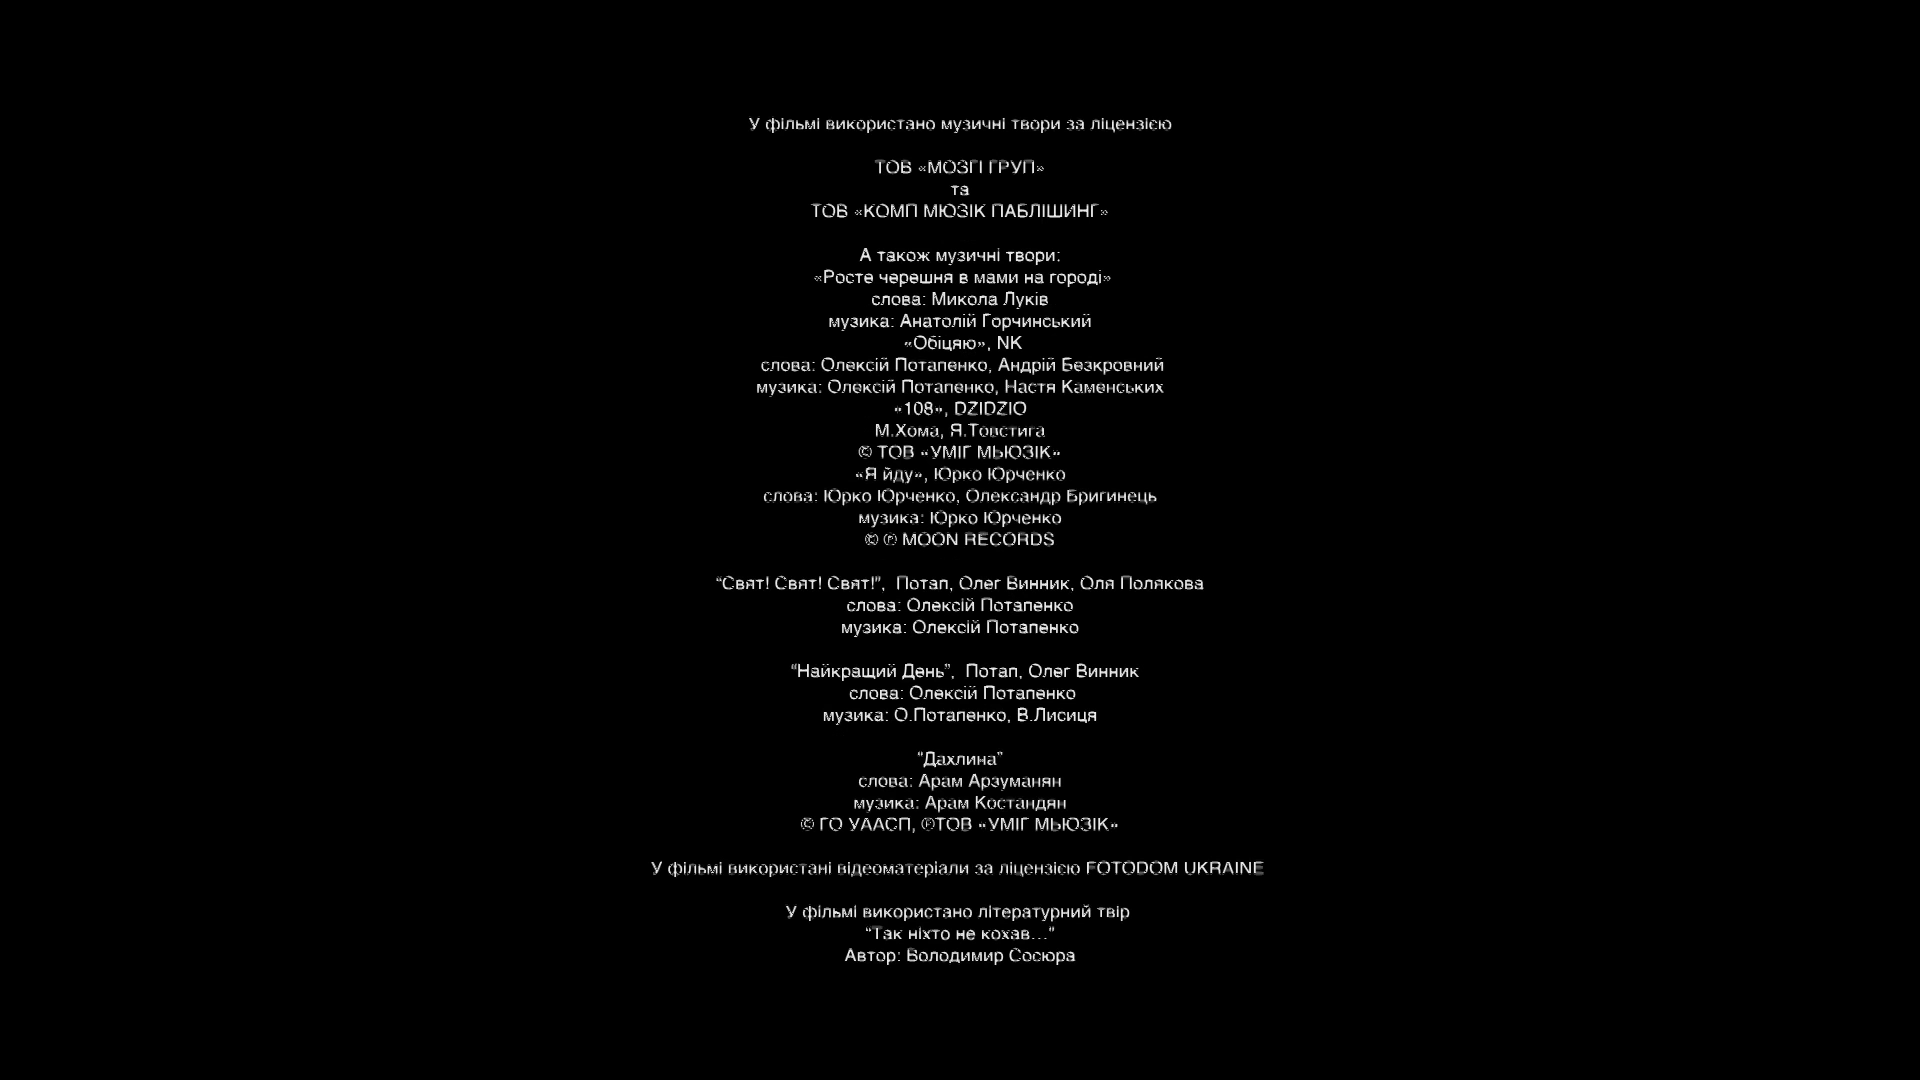 У фільмі використано музичні твори за ліцензією
ТОВ «МОЗГІ ГРУП»
та
ТОВ «КОМП МЮЗІК ПАБЛІШИНГ»
А також музичні твори:
«Росте черешня в мами на городі»
слова: Микола Луків
музика: Анатолій Горчинський
«Обіцяю», NK
слова: Олексій Потапенко, Андрій Безкровний
музика: Олексій Потапенко, Настя Каменських
«108», DZIDZIO
М.Хома, Я.Товстига
© ТОВ «УМІГ МЬЮЗІК»
«Я йду», Юрко Юрченко
слова: Юрко Юрченко, Олександр Бригинець
музика: Юрко Юрченко
© ℗ MOON RECORDS
“Свят! Свят! Свят!”, Потап, Олег Винник, Оля Полякова
слова: Олексій Потапенко
музика: Олексій Потапенко
“Найкращий День”, Потап, Олег Винник
слова: Олексій Потапенко
музика: О.Потапенко, В.Лисиця
“Дахлина”
слова: Арам Арзуманян
музика: Арам Костандян
© ГО УААСП, ℗ТОВ «УМІГ МЬЮЗІК»
У фільмі використані відеоматеріали за ліцензією FOTODOM UKRAINE
У фільмі використано літературний твір
“Так ніхто не кохав...”
Автор: Володимир Сосюра